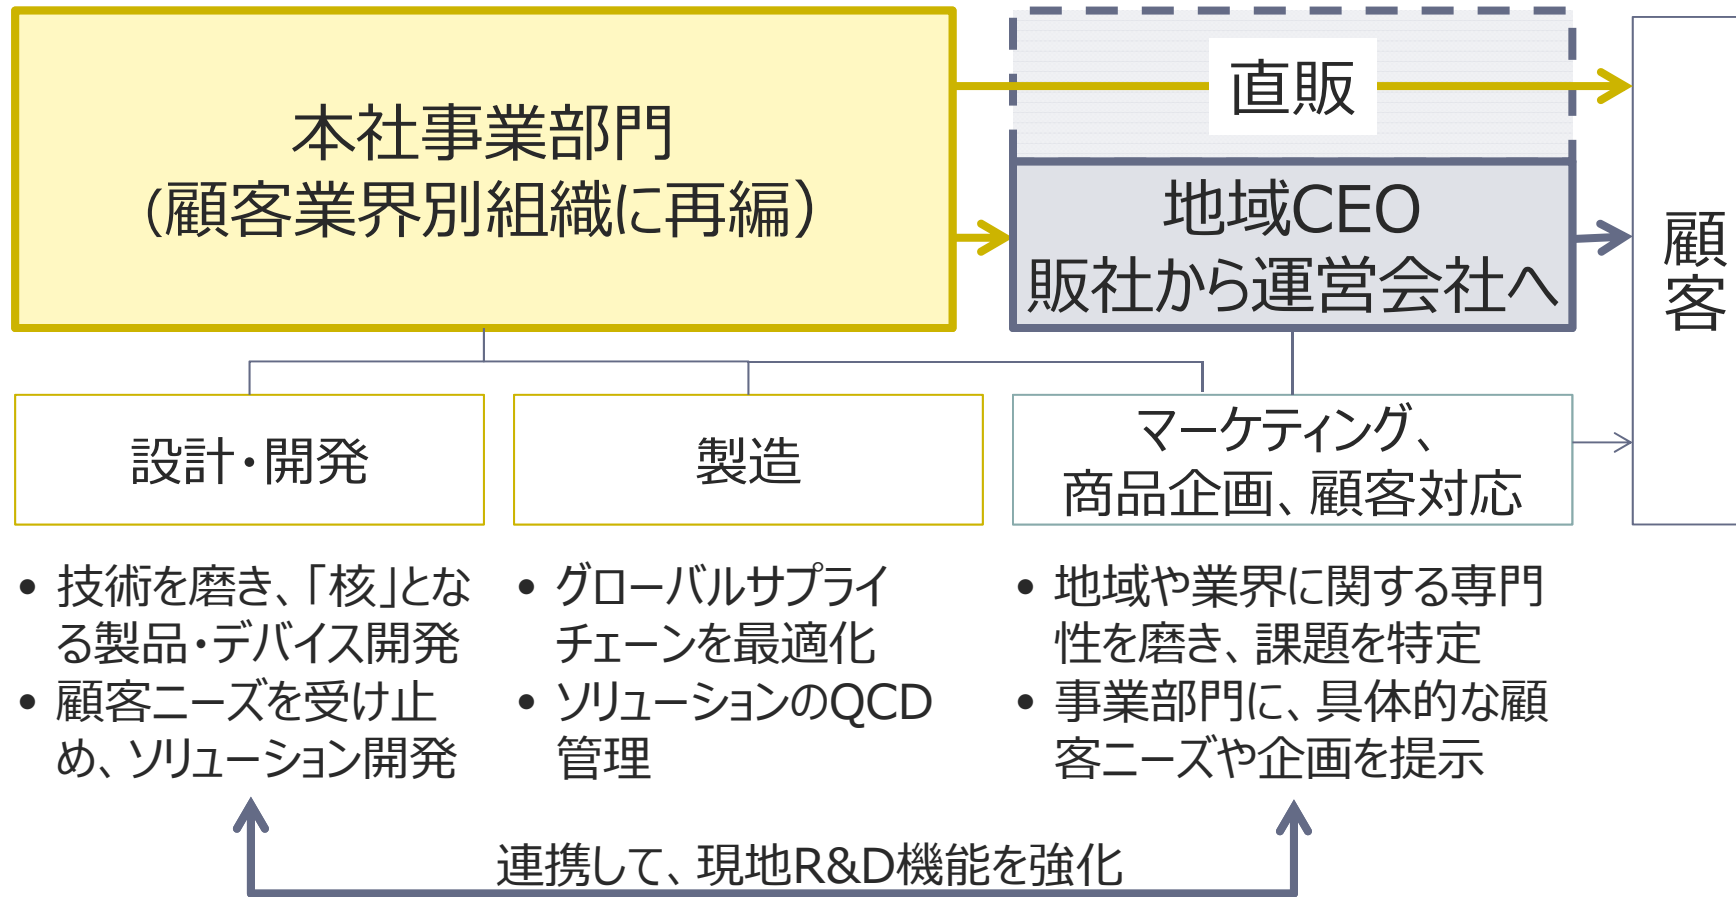 本社事業部門
(顧客業界別組織に再編）
直販
地域CEO
販社から運営会社へ
顧客
設計・開発
製造
マーケティング、
商品企画、顧客対応
• 技術を磨き、「核」とな
る製品・デバイス開発
• 顧客ニーズを受け止
め、ソリューション開発
• グローバルサプライ
チェーンを最適化
• ソリューションのQCD
管理
• 地域や業界に関する専門
性を磨き、課題を特定
• 事業部門に、具体的な顧
客ニーズや企画を提示
連携して、現地R&D機能を強化